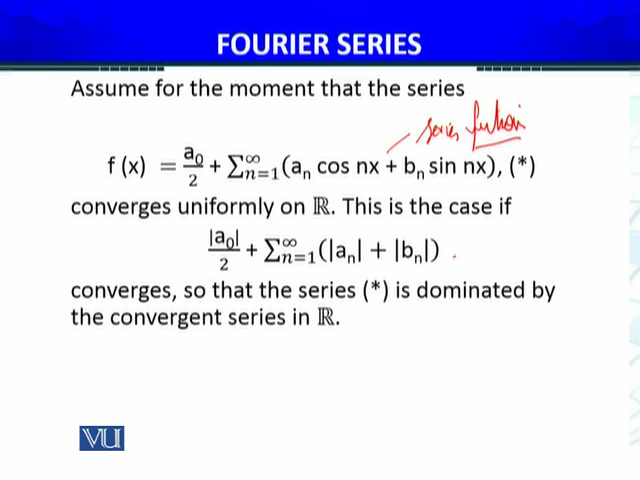 FOURIER SERIES
Assume for the moment that the series
series
f (x) = a₀/2 + ∑ₙ₌₁^∞ (aₙ cos nx + bₙ sin nx), (*)
converges uniformly on ℝ. This is the case if
|a₀|/2 + ∑ₙ₌₁^∞ (|aₙ| + |bₙ|)
converges, so that the series (*) is dominated by
the convergent series in ℝ.
VU